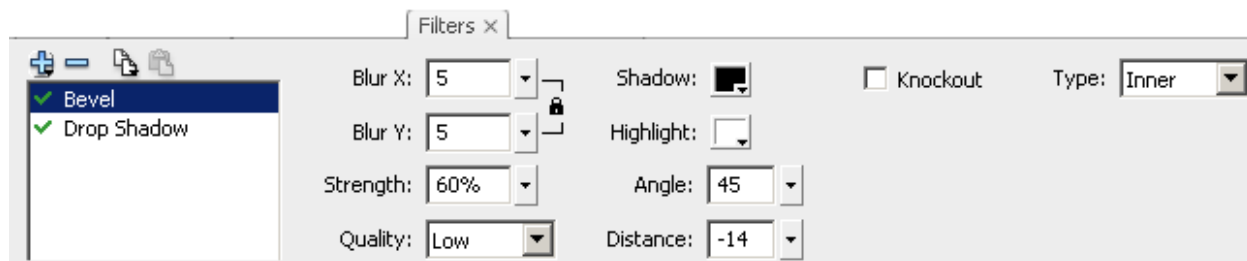 Filters
Bevel
Drop Shadow
Blur X: 5
Blur Y: 5
Strength: 60%
Quality: Low
Shadow:
Highlight:
Angle: 45
Distance: -14
Knockout
Type: Inner